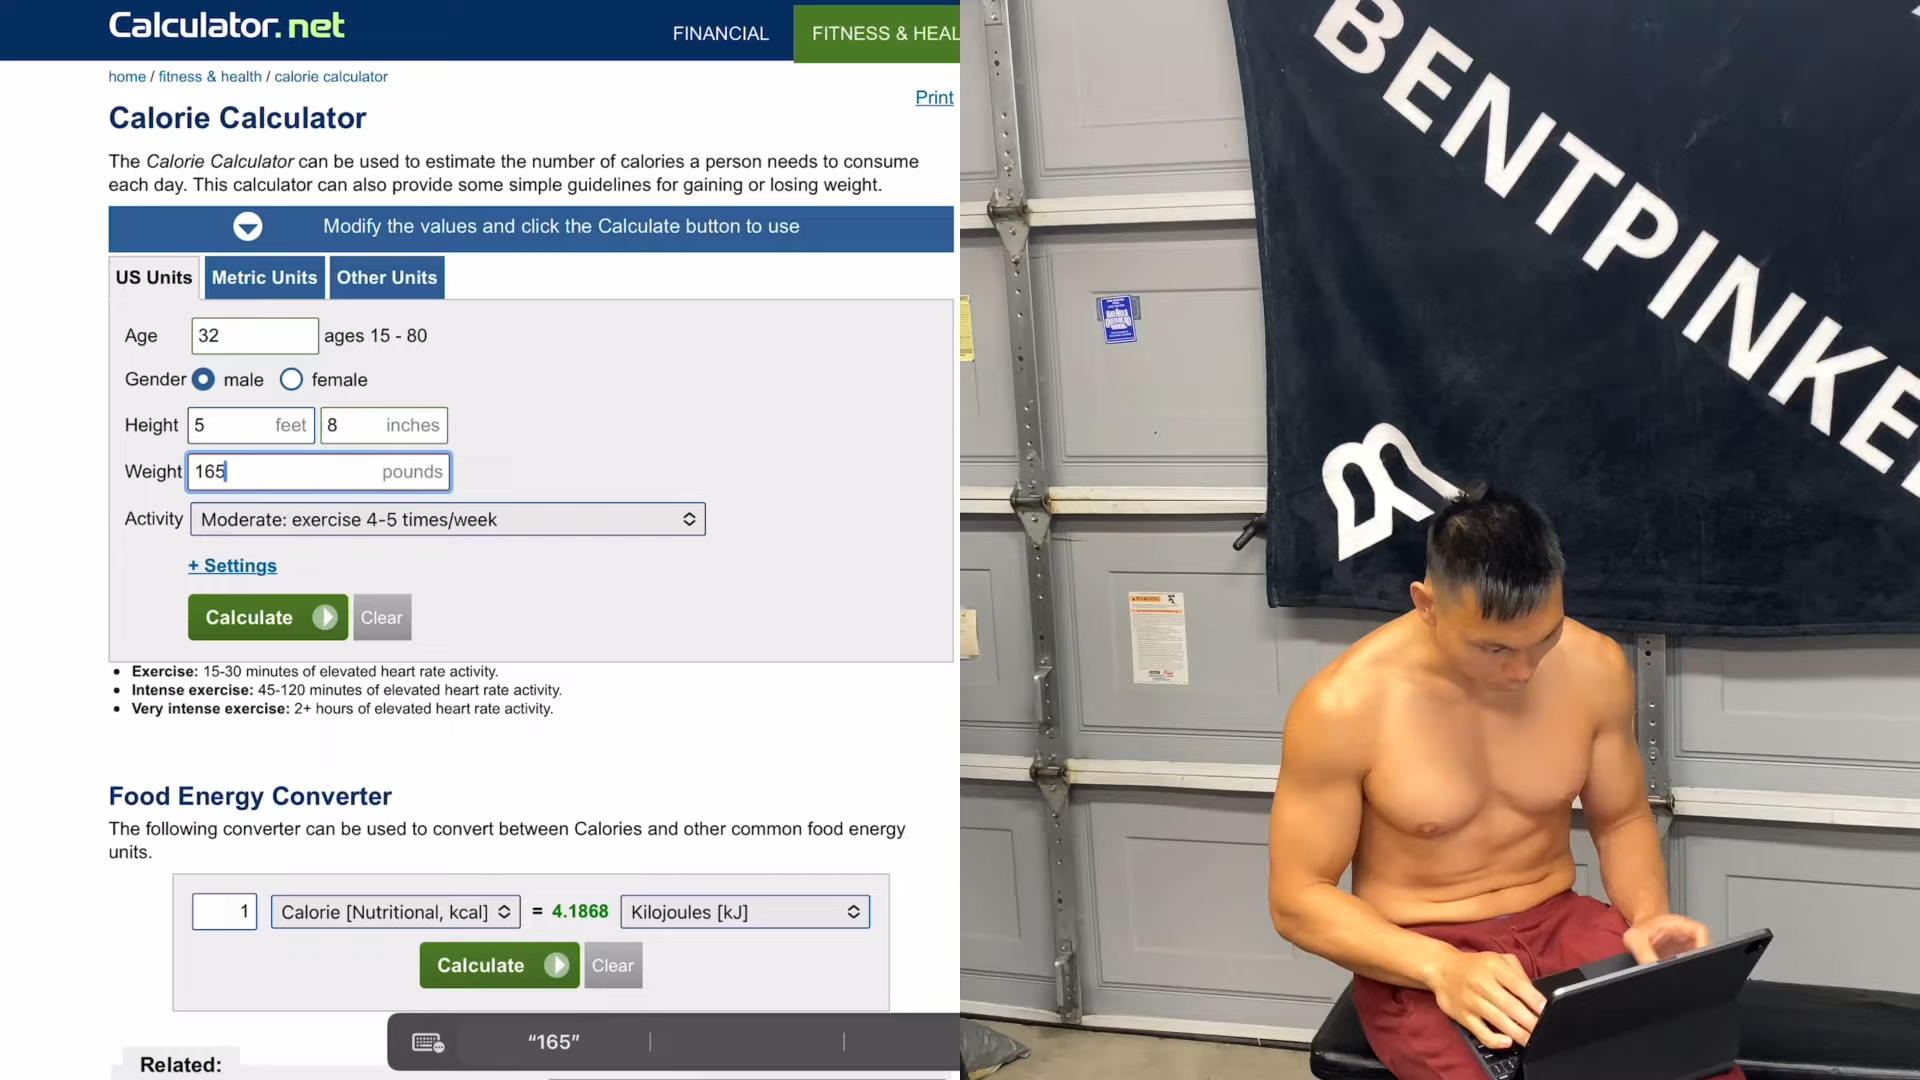 Calculator.net
FINANCIAL
FITNESS & HEAL
home / fitness & health / calorie calculator
Print
Calorie Calculator
The Calorie Calculator can be used to estimate the number of calories a person needs to consume
each day. This calculator can also provide some simple guidelines for gaining or losing weight.
Modify the values and click the Calculate button to use
US Units
Metric Units
Other Units
Age 32 ages 15 - 80
Gender male female
Height 5 feet 8 inches
Weight 165 pounds
Activity Moderate: exercise 4-5 times/week
+ Settings
Calculate
Clear
Exercise: 15-30 minutes of elevated heart rate activity.
Intense exercise: 45-120 minutes of elevated heart rate activity.
Very intense exercise: 2+ hours of elevated heart rate activity.
Food Energy Converter
The following converter can be used to convert between Calories and other common food energy
units.
1 Calorie [Nutritional, kcal] = 4.1868 Kilojoules [kJ]
Calculate
Clear
“165”
Related:
BENTPINKE